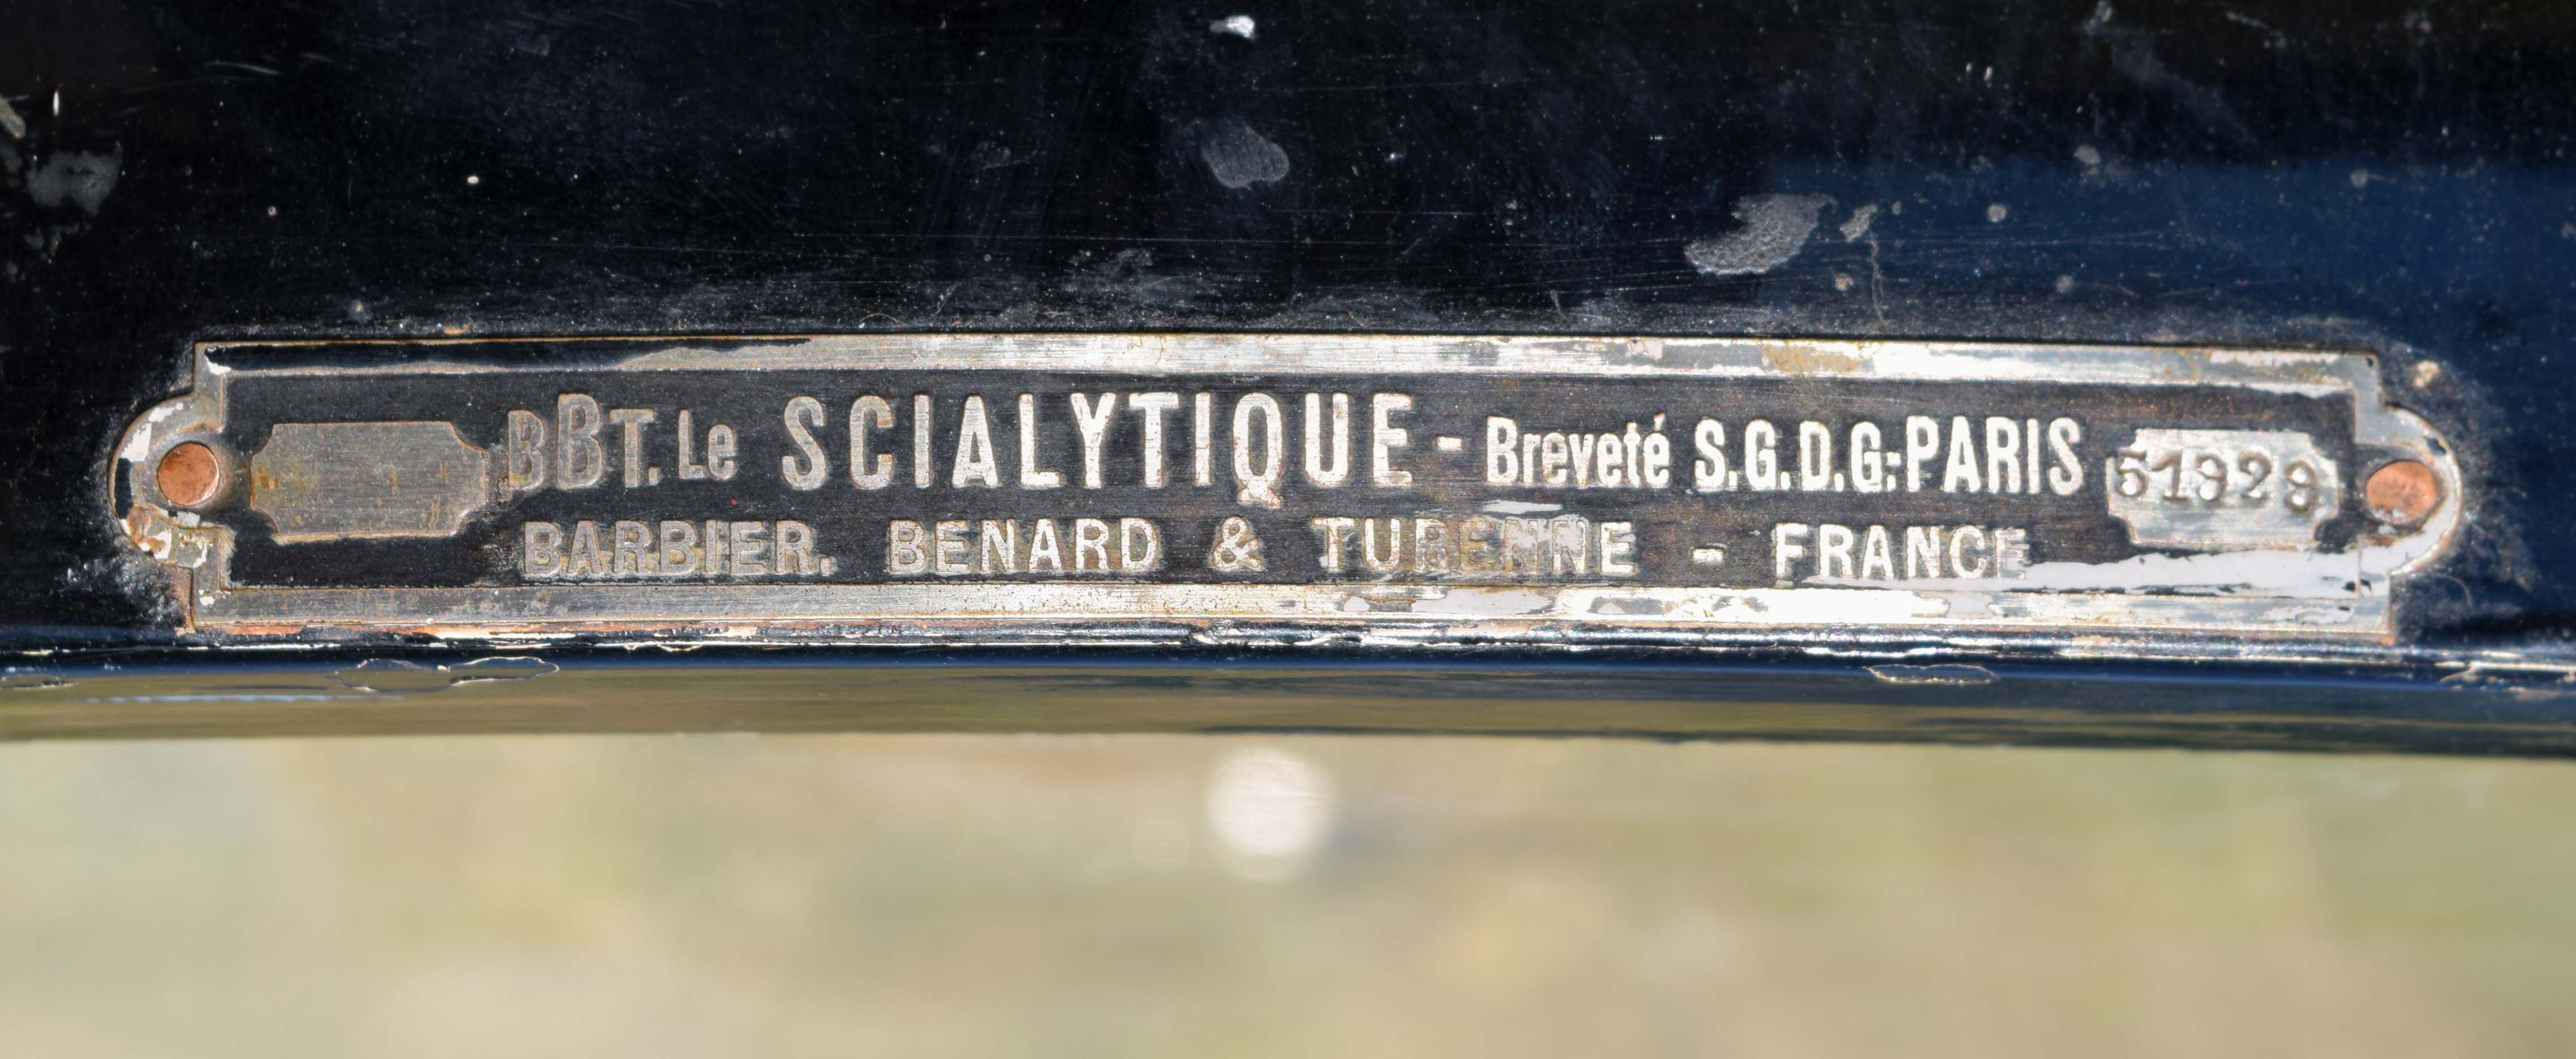 BBT. Le SCIALYTIQUE - Breveté S.G.D.G: PARIS 51929
BARBIER. BENARD & TURENNE - FRANCE